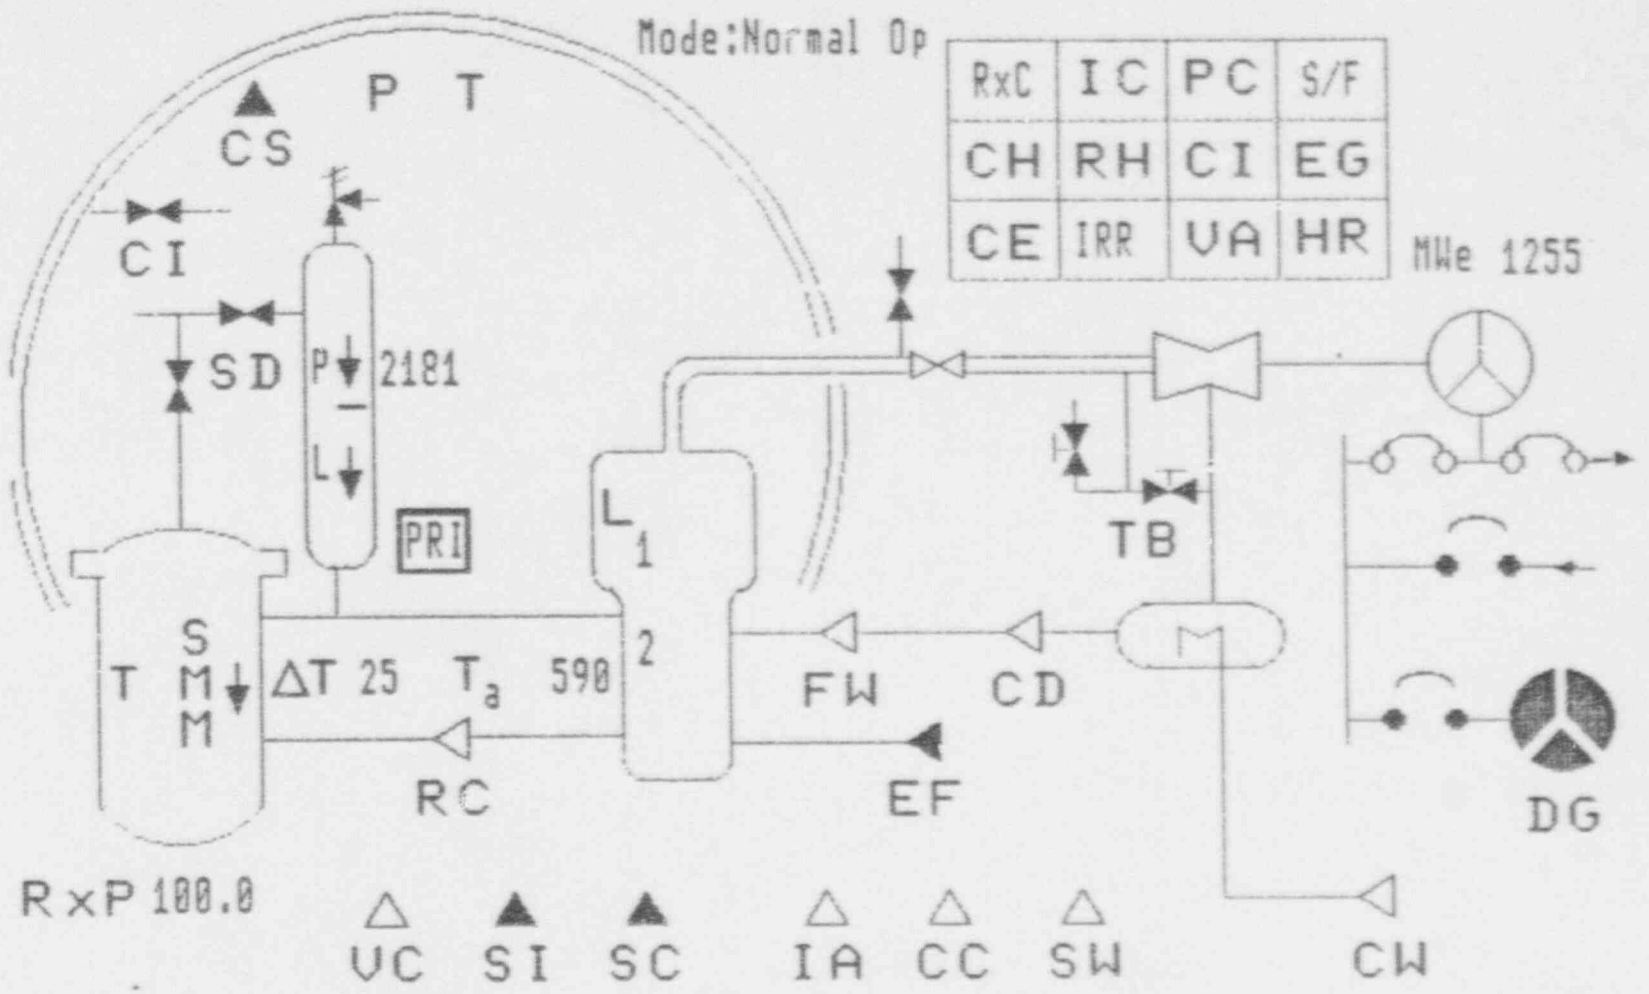 Mode:Normal Op
P T
RxC IC PC S/F
CS
CH RH CI EG
CI
CE IRR VA HR
MWe 1255
SD
P 2181
L
PRI
L
1
TB
S
2
T M
ΔT 25 Ta 590
FW CD
M
RC
EF
DG
RxP 100.0
VC SI SC IA CC SW CW